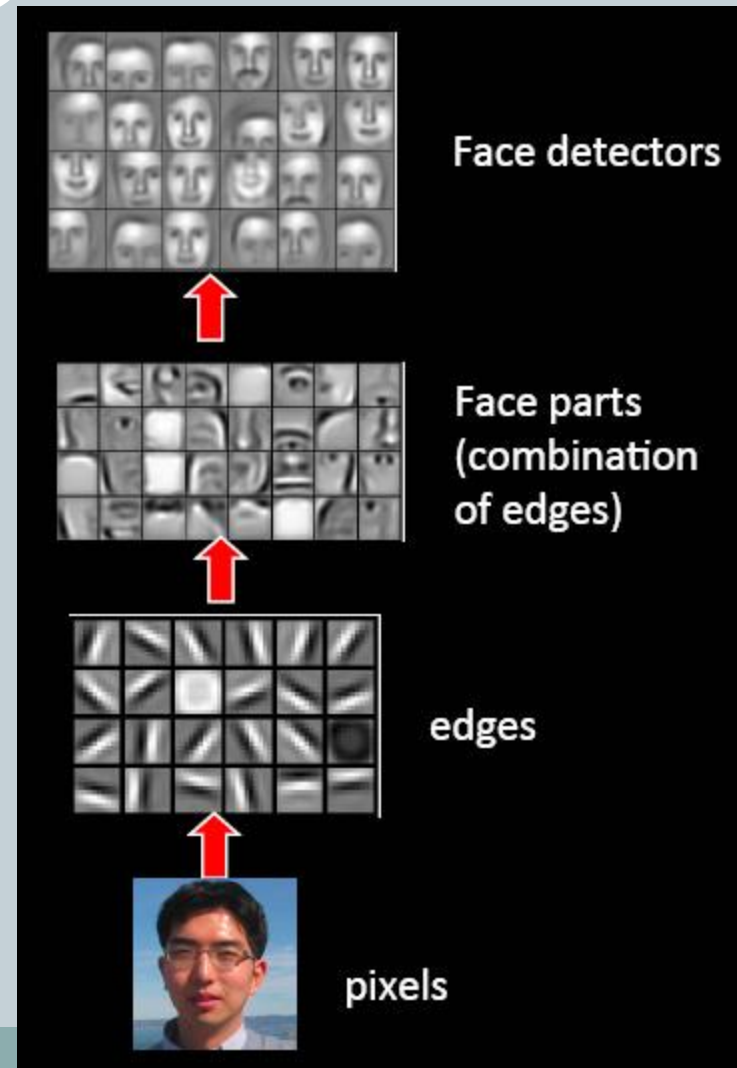 Face detectors
Face parts
(combination
of edges)
edges
pixels